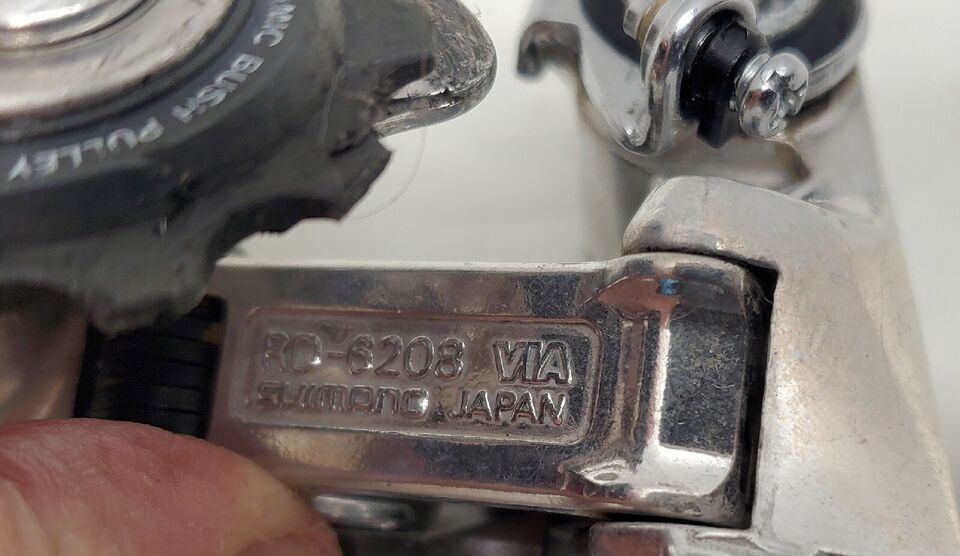 BUSH PULLEY
RD-6208 VIA
SHIMANO JAPAN